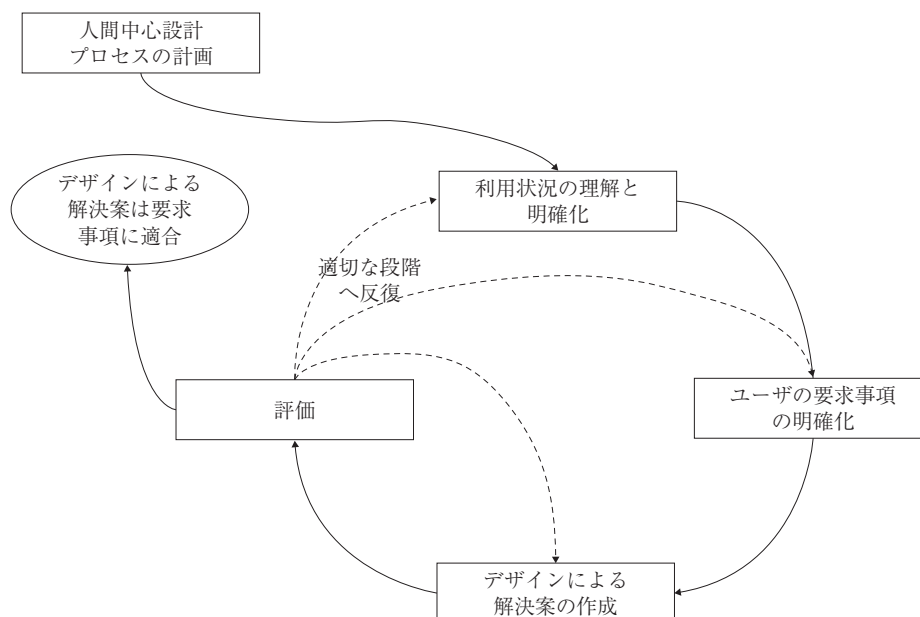 人間中心設計
プロセスの計画
利用状況の理解と
明確化
デザインによる
解決案は要求
事項に適合
適切な段階
へ反復
ユーザの要求事項
の明確化
評価
デザインによる
解決案の作成